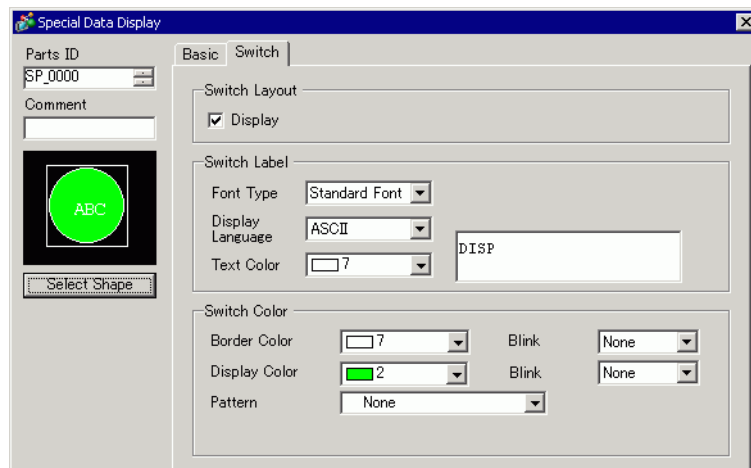 Special Data Display
Parts ID
SP_0000
Comment
ABC
Select Shape
Basic Switch
Switch Layout
Display
Switch Label
Font Type Standard Font
Display Language ASCII
Text Color 7
DISP
Switch Color
Border Color 7 Blink None
Display Color 2 Blink None
Pattern None